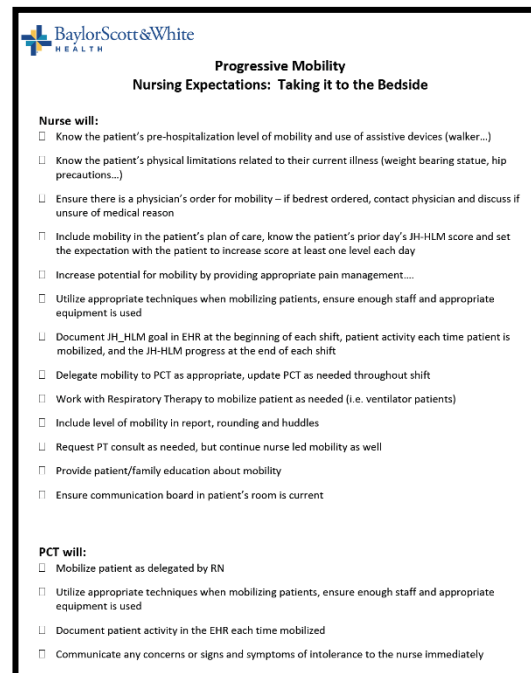 BaylorScott&White
HEALTH
Progressive Mobility
Nursing Expectations: Taking it to the Bedside
Nurse will:
☐ Know the patient's pre-hospitalization level of mobility and use of assistive devices (walker...)
☐ Know the patient's physical limitations related to their current illness (weight bearing statue, hip
precautions...)
☐ Ensure there is a physician's order for mobility – if bedrest ordered, contact physician and discuss if
unsure of medical reason
☐ Include mobility in the patient's plan of care, know the patient's prior day's JH-HLM score and set
the expectation with the patient to increase score at least one level each day
☐ Increase potential for mobility by providing appropriate pain management....
☐ Utilize appropriate techniques when mobilizing patients, ensure enough staff and appropriate
equipment is used
☐ Document JH_HLM goal in EHR at the beginning of each shift, patient activity each time patient is
mobilized, and the JH-HLM progress at the end of each shift
☐ Delegate mobility to PCT as appropriate, update PCT as needed throughout shift
☐ Work with Respiratory Therapy to mobilize patient as needed (i.e. ventilator patients)
☐ Include level of mobility in report, rounding and huddles
☐ Request PT consult as needed, but continue nurse led mobility as well
☐ Provide patient/family education about mobility
☐ Ensure communication board in patient's room is current
PCT will:
☐ Mobilize patient as delegated by RN
☐ Utilize appropriate techniques when mobilizing patients, ensure enough staff and appropriate
equipment is used
☐ Document patient activity in the EHR each time mobilized
☐ Communicate any concerns or signs and symptoms of intolerance to the nurse immediately